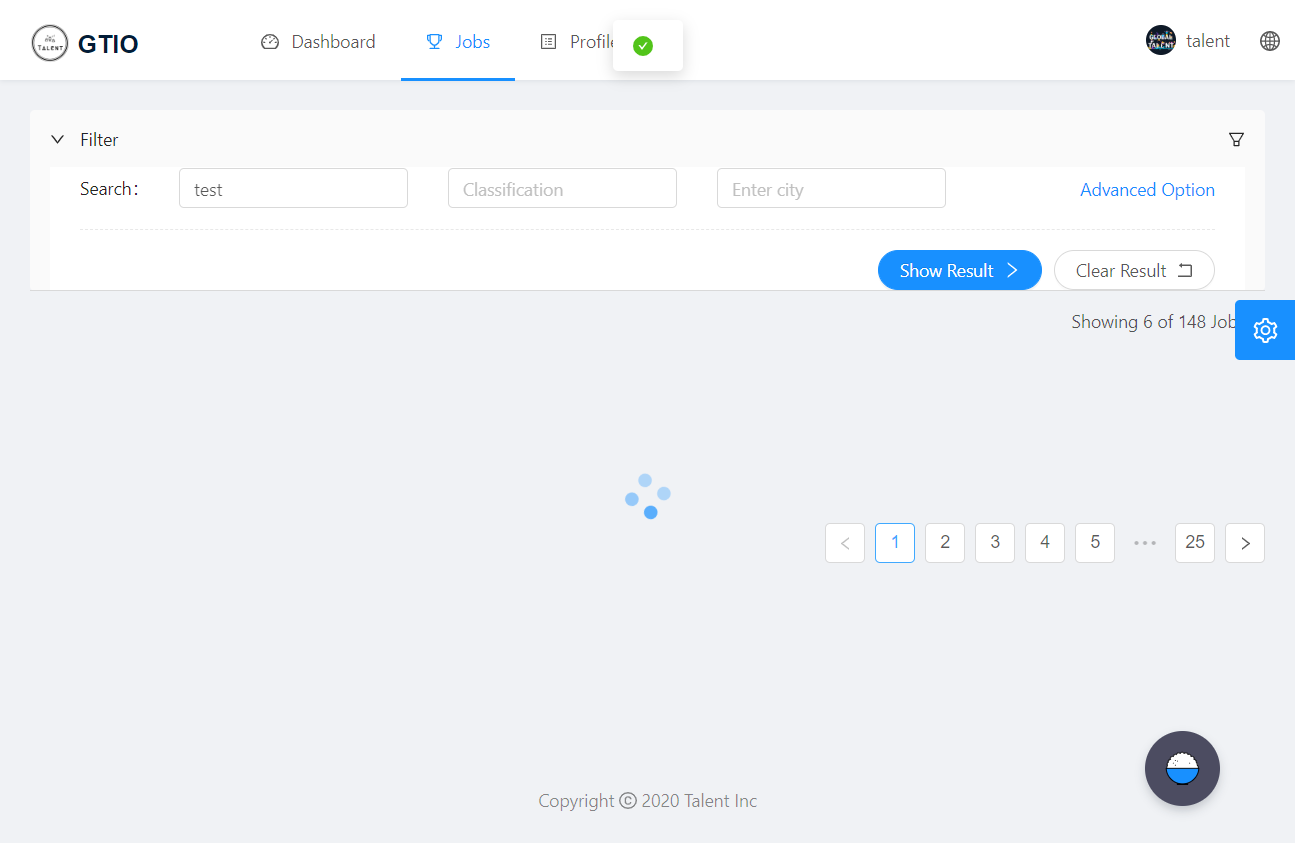 TALENT GTIO Dashboard Jobs Profile GLOBAL TALENT talent
Filter
Search: test Classification Enter city Advanced Option
Show Result Clear Result
Showing 6 of 148 Job
1 2 3 4 5 ••• 25
Copyright © 2020 Talent Inc